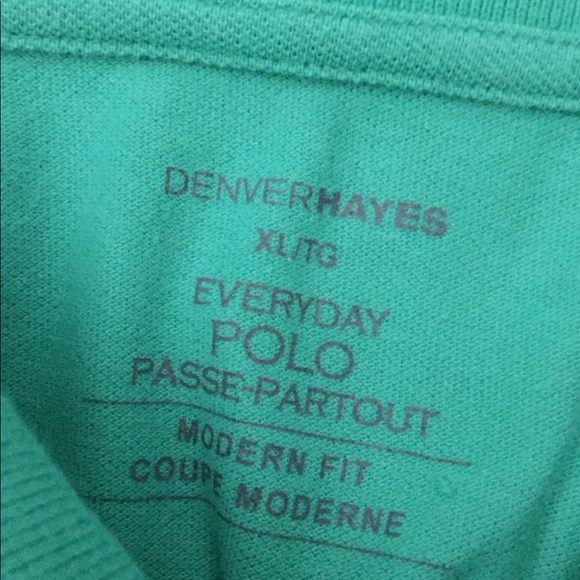 DENVERHAYES
XL/TG
EVERYDAY
POLO
PASSE-PARTOUT
MODERN FIT
COUPE MODERNE